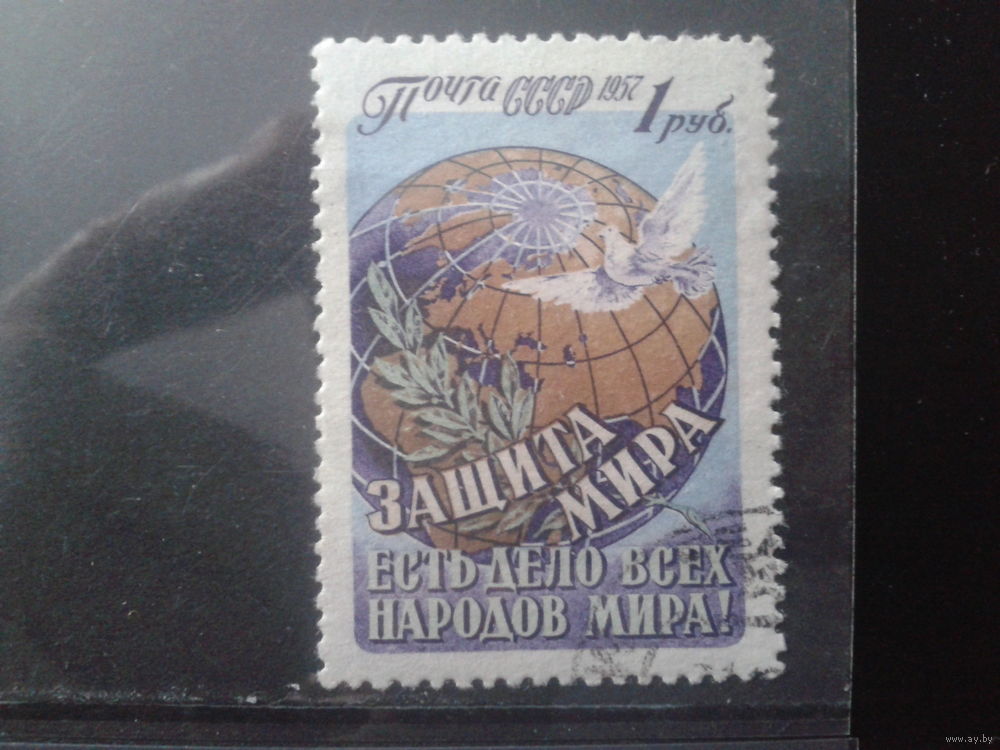 Почта СССР 1957
1 руб.
ЗАЩИТА
МИРА
ЕСТЬ ДЕЛО ВСЕХ
НАРОДОВ МИРА!
www.ay.by